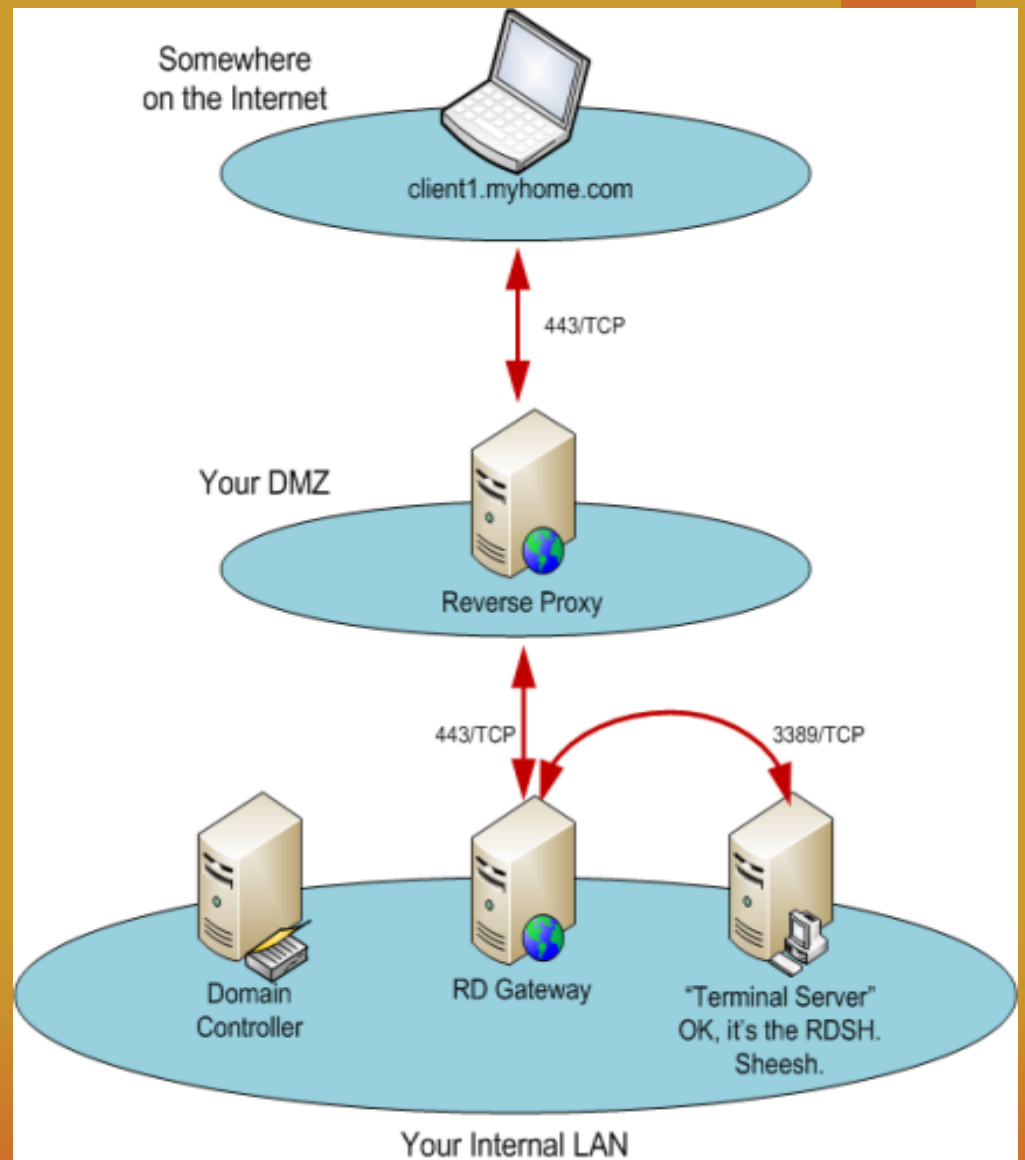 Somewhere
on the Internet
client1.myhome.com
443/TCP
Your DMZ
Reverse Proxy
443/TCP
3389/TCP
Domain
Controller
RD Gateway
“Terminal Server”
OK, it’s the RDSH.
Sheesh.
Your Internal LAN